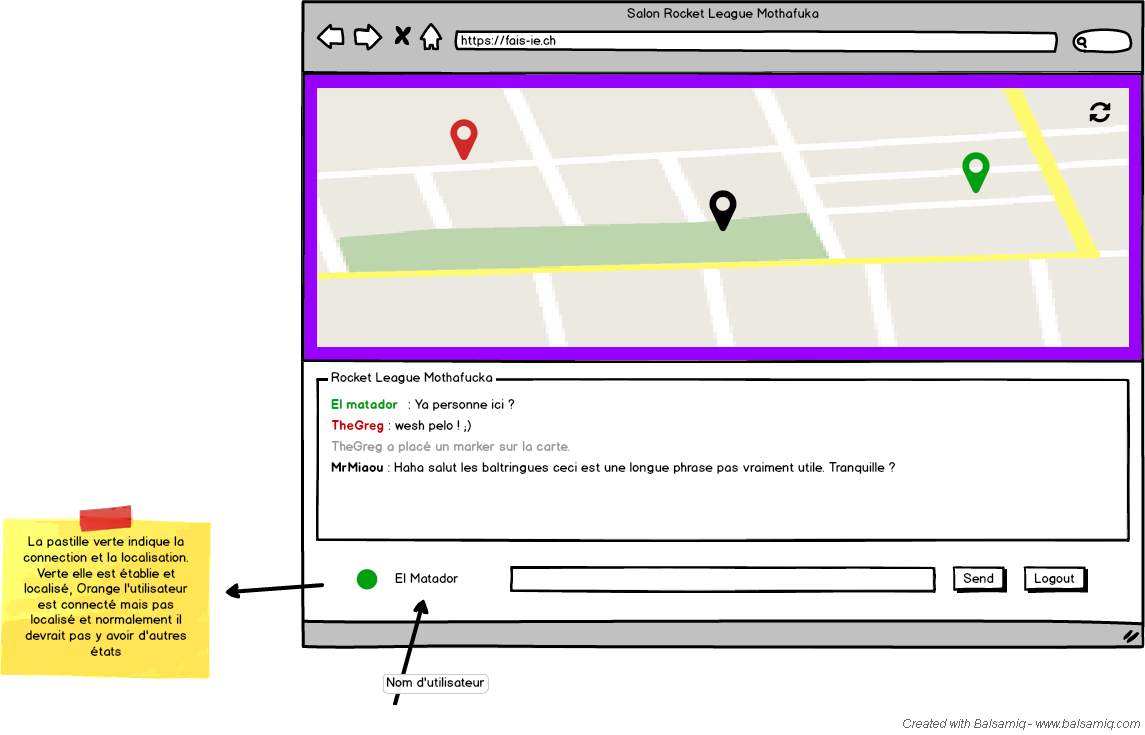 Salon Rocket League Mothafuka
https://fais-ie.ch
Rocket League Mothafucka
El matador : Ya personne ici ?
TheGreg : wesh pelo ! ;)
TheGreg a placé un marker sur la carte.
MrMiaou : Haha salut les baltringues ceci est une longue phrase pas vraiment utile. Tranquille ?
La pastille verte indique la
connection et la localisation.
Verte elle est établie et
localisé, Orange l'utilisateur
est connecté mais pas
localisé et normalement il
devrait pas y avoir d'autres
états
El Matador
Send
Logout
Nom d'utilisateur
Created with Balsamiq - www.balsamiq.com